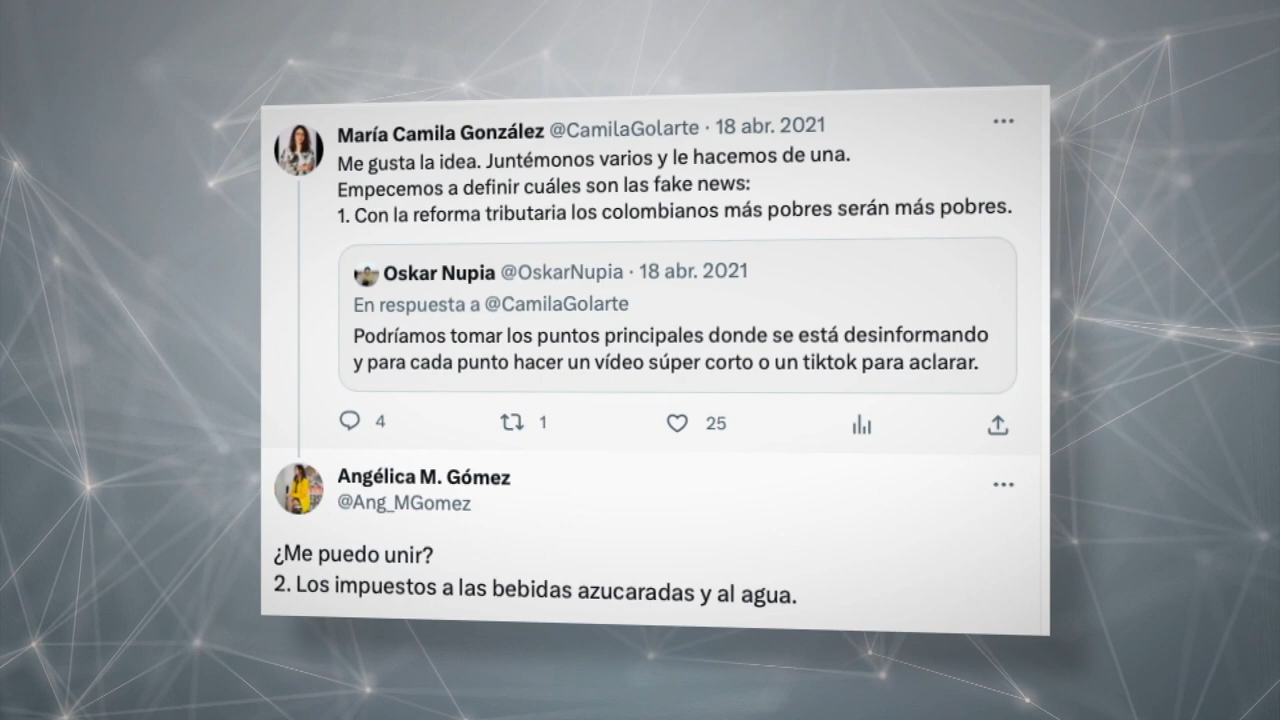 María Camila González @CamilaGolarte · 18 abr. 2021
Me gusta la idea. Juntémonos varios y le hacemos de una.
Empecemos a definir cuáles son las fake news:
1. Con la reforma tributaria los colombianos más pobres serán más pobres.
Oskar Nupia @OskarNupia · 18 abr. 2021
En respuesta a @CamilaGolarte
Podríamos tomar los puntos principales donde se está desinformando
y para cada punto hacer un vídeo súper corto o un tiktok para aclarar.
4 1 25
Angélica M. Gómez
@Ang_MGomez
¿Me puedo unir?
2. Los impuestos a las bebidas azucaradas y al agua.